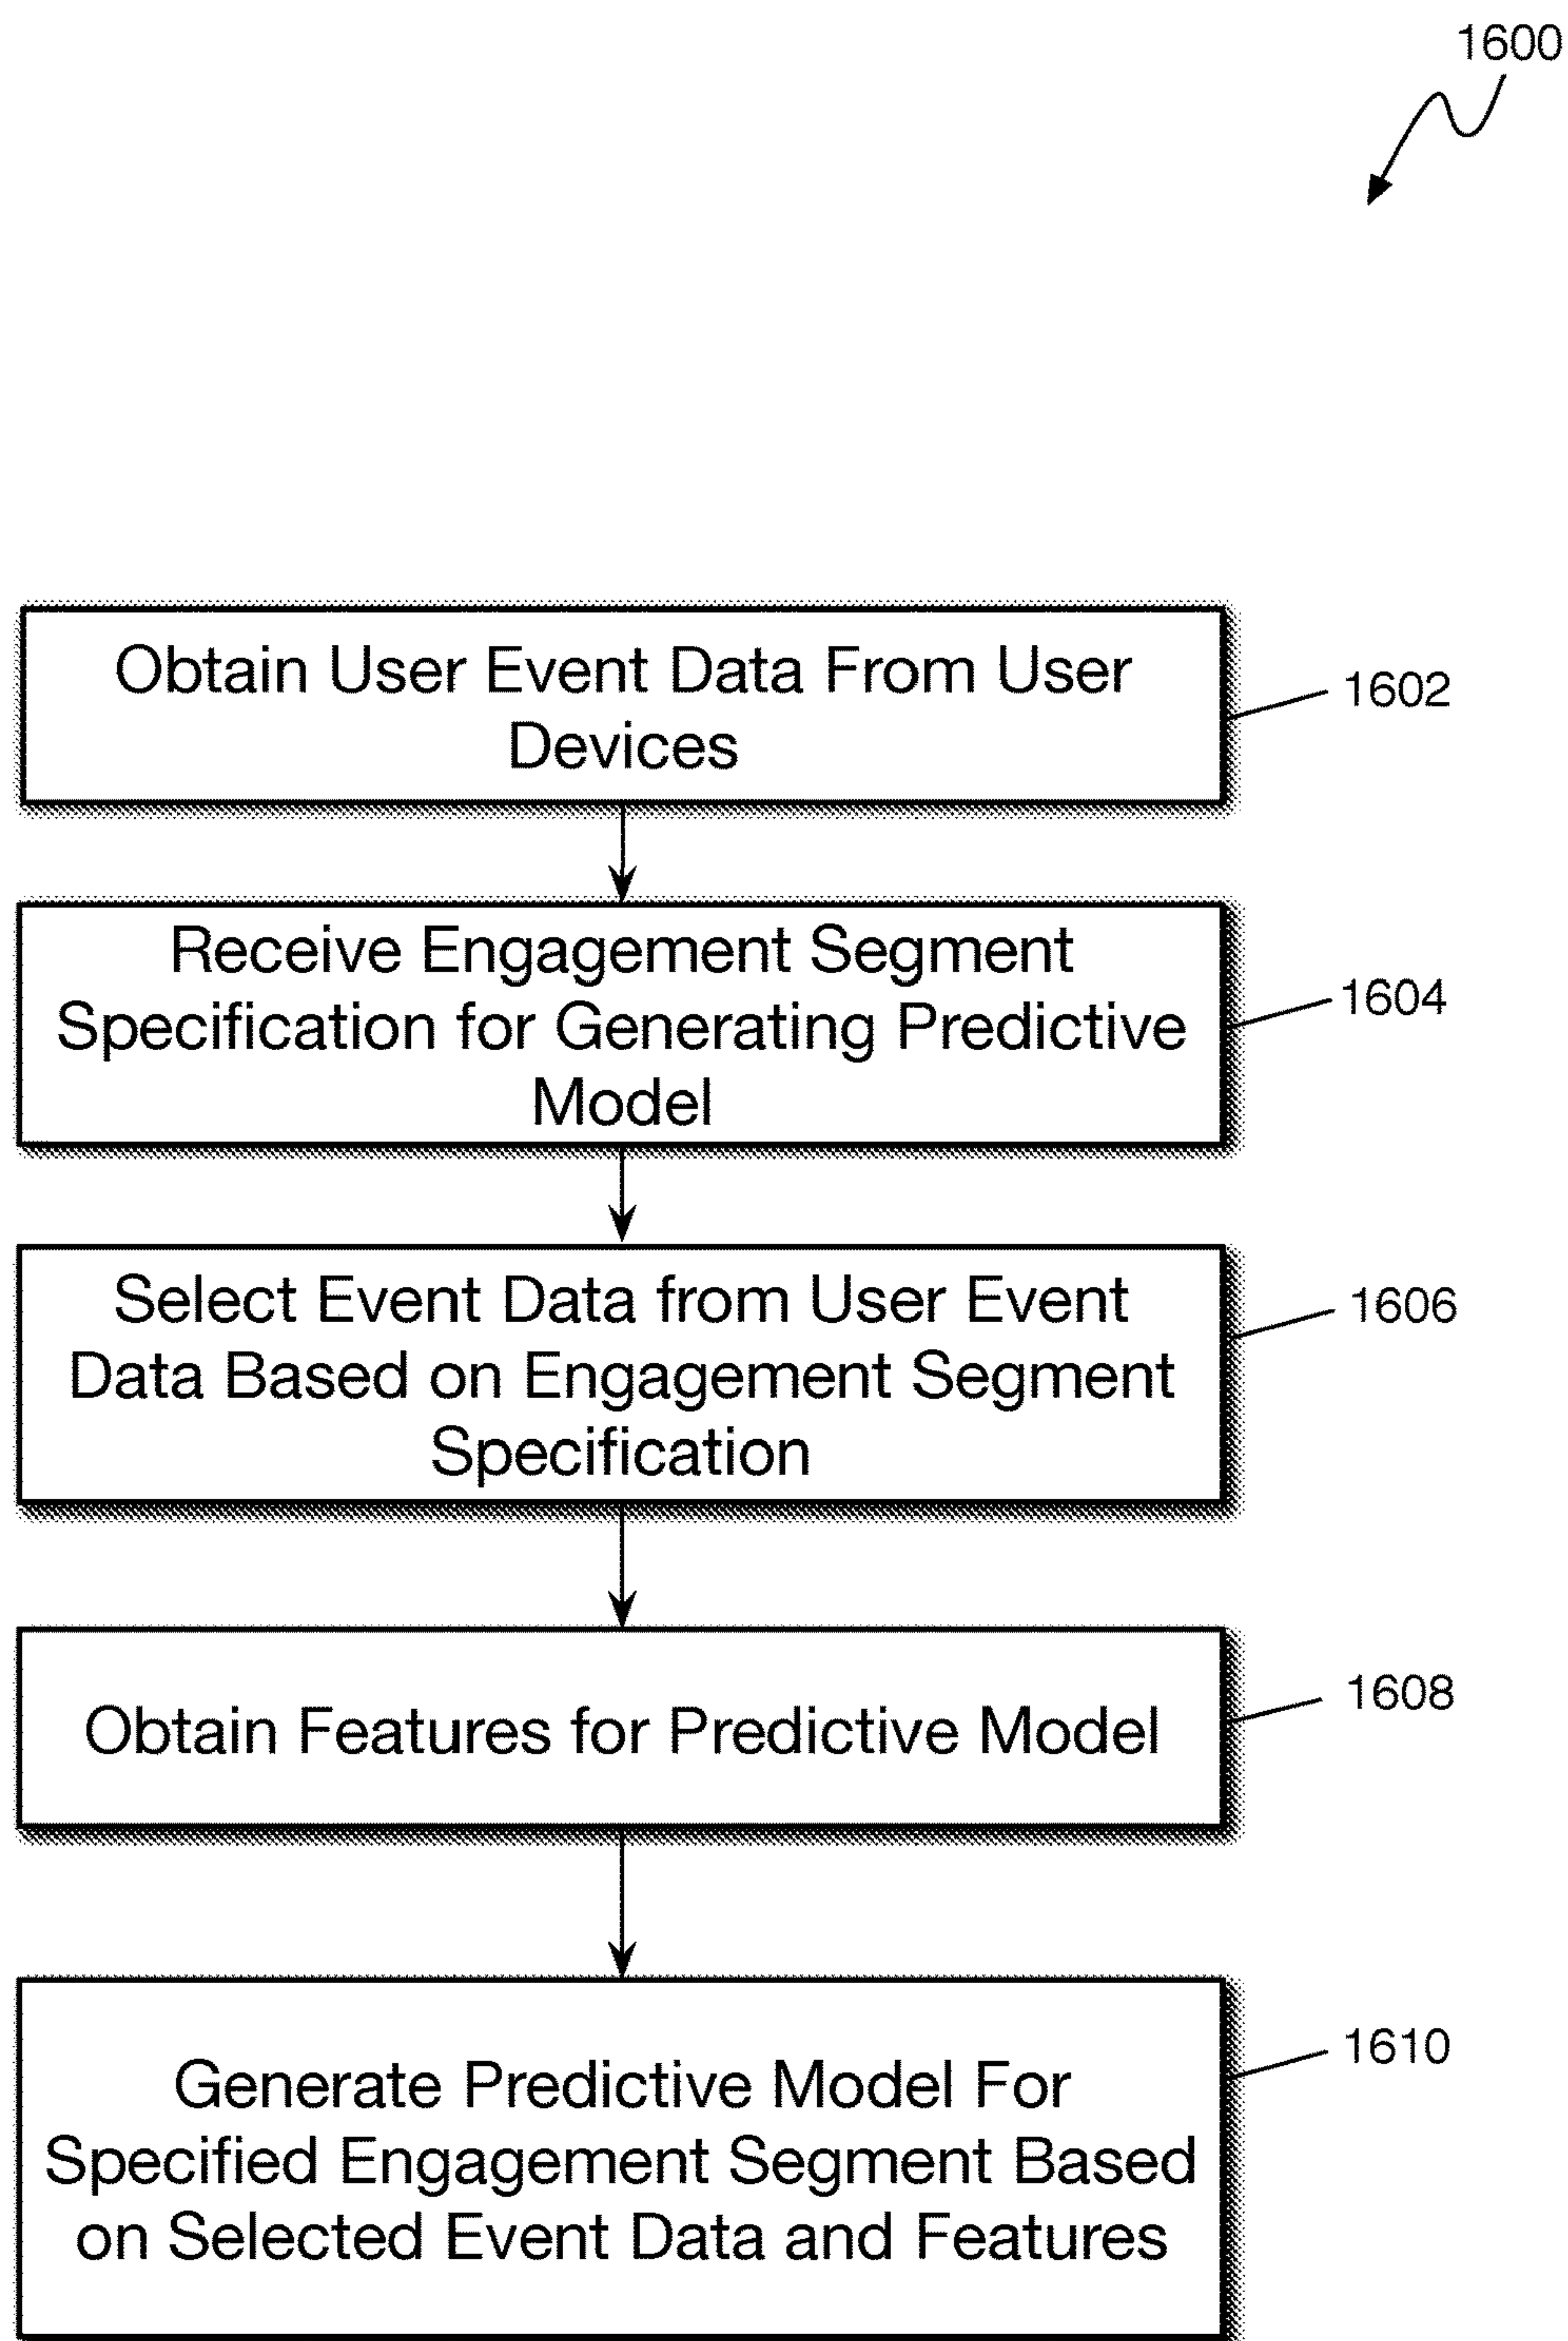 1600
Obtain User Event Data From User
Devices
1602
Receive Engagement Segment
Specification for Generating Predictive
Model
1604
Select Event Data from User Event
Data Based on Engagement Segment
Specification
1606
Obtain Features for Predictive Model
1608
Generate Predictive Model For
Specified Engagement Segment Based
on Selected Event Data and Features
1610